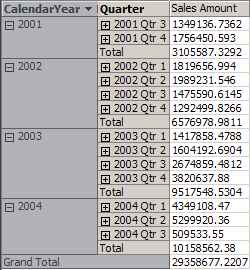 CalendarYear Quarter Sales Amount
2001 2001 Qtr 3 1349136.7362
2001 Qtr 4 1756450.593
Total 3105587.3292
2002 2002 Qtr 1 1819656.994
2002 Qtr 2 1989231.546
2002 Qtr 3 1475590.6145
2002 Qtr 4 1292499.8266
Total 6576978.9811
2003 2003 Qtr 1 1417858.4788
2003 Qtr 2 1604192.6904
2003 Qtr 3 2674859.4812
2003 Qtr 4 3820637.88
Total 9517548.5304
2004 2004 Qtr 1 4349108.47
2004 Qtr 2 5299920.36
2004 Qtr 3 509533.55
Total 10158562.38
Grand Total 29358677.2207